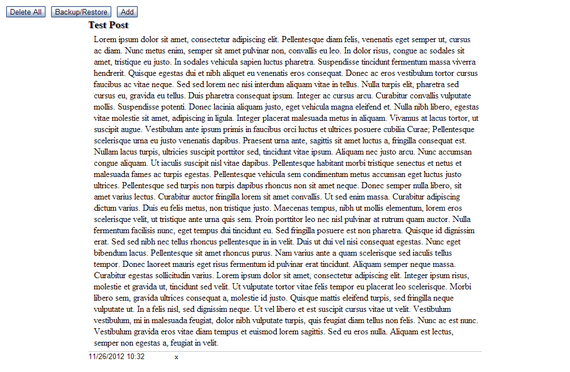 Delete All Backup/Restore Add
Test Post
Lorem ipsum dolor sit amet, consectetur adipiscing elit. Pellentesque diam felis, venenatis eget semper ut, cursus
ac diam. Nunc metus enim, semper sit amet pulvinar non, convallis eu leo. In dolor risus, congue ac sodales sit
amet, tristique eu justo. In sodales vehicula sapien luctus pharetra. Suspendisse tincidunt fermentum massa viverra
hendrerit. Quisque egestas dui et nibh aliquet eu venenatis eros consequat. Donec ac eros vestibulum tortor cursus
faucibus ac vitae neque. Sed sed lorem nec nisi interdum aliquam vitae in tellus. Nulla turpis elit, pharetra sed
cursus eu, gravida eu tellus. Duis pharetra consequat ipsum. Integer ac cursus arcu. Curabitur convallis vulputate
mollis. Suspendisse potenti. Donec lacinia aliquam justo, eget vehicula magna eleifend et. Nulla nibh libero, egestas
vitae molestie sit amet, adipiscing in ligula. Integer placerat malesuada metus in aliquam. Vivamus at lacus tortor, ut
suscipit augue. Vestibulum ante ipsum primis in faucibus orci luctus et ultrices posuere cubilia Curae; Pellentesque
scelerisque urna eu justo venenatis dapibus. Praesent urna ante, sagittis sit amet luctus a, fringilla consequat est.
Nullam lacus turpis, ultricies suscipit porttitor sed, tincidunt vitae ipsum. Aliquam nec justo arcu. Nunc accumsan
congue aliquam. Ut iaculis suscipit nisl vitae dapibus. Pellentesque habitant morbi tristique senectus et netus et
malesuada fames ac turpis egestas. Pellentesque vehicula sem condimentum metus accumsan eget luctus justo
ultrices. Pellentesque sed turpis non turpis dapibus rhoncus non sit amet neque. Donec semper nulla libero, sit
amet varius lectus. Curabitur auctor fringilla lorem sit amet convallis. Ut sed enim massa. Curabitur adipiscing
dictum varius. Duis eu felis metus, non tristique justo. Maecenas tempus, nibh ut mollis elementum, lorem eros
scelerisque velit, ut tristique ante urna quis sem. Proin porttitor leo nec nisl pulvinar at rutrum quam auctor. Nulla
fermentum facilisis nunc, eget tempus dui tincidunt eu. Sed fringilla posuere est non pharetra. Quisque id dignissim
erat. Sed sed nibh nec tellus rhoncus pellentesque in in velit. Duis ut dui vel nisi consequat egestas. Nunc eget
bibendum lacus. Pellentesque sit amet rhoncus purus. Nam varius ante a quam scelerisque sed iaculis tellus
tempor. Donec laoreet mauris eget risus fermentum id pulvinar erat tincidunt. Aliquam semper neque massa.
Curabitur egestas sollicitudin varius. Lorem ipsum dolor sit amet, consectetur adipiscing elit. Integer ipsum risus,
molestie et gravida ut, tincidunt sed velit. Ut vulputate tortor vitae felis tempor eu placerat leo scelerisque. Morbi
libero sem, gravida ultrices consequat a, molestie id justo. Quisque mattis eleifend turpis, sed fringilla neque
vulputate ut. In a felis nisl, sed dignissim neque. Ut vel libero et est suscipit cursus vitae ut velit. Vestibulum
vestibulum, mi in malesuada feugiat, dolor nibh vulputate turpis, quis feugiat diam tellus non felis. Nunc ac est nunc.
Vestibulum gravida eros vitae diam tempus et euismod lorem sagittis. Sed eu eros nulla. Aliquam est lectus,
semper non egestas a, feugiat in velit.
11/26/2012 10:32 x